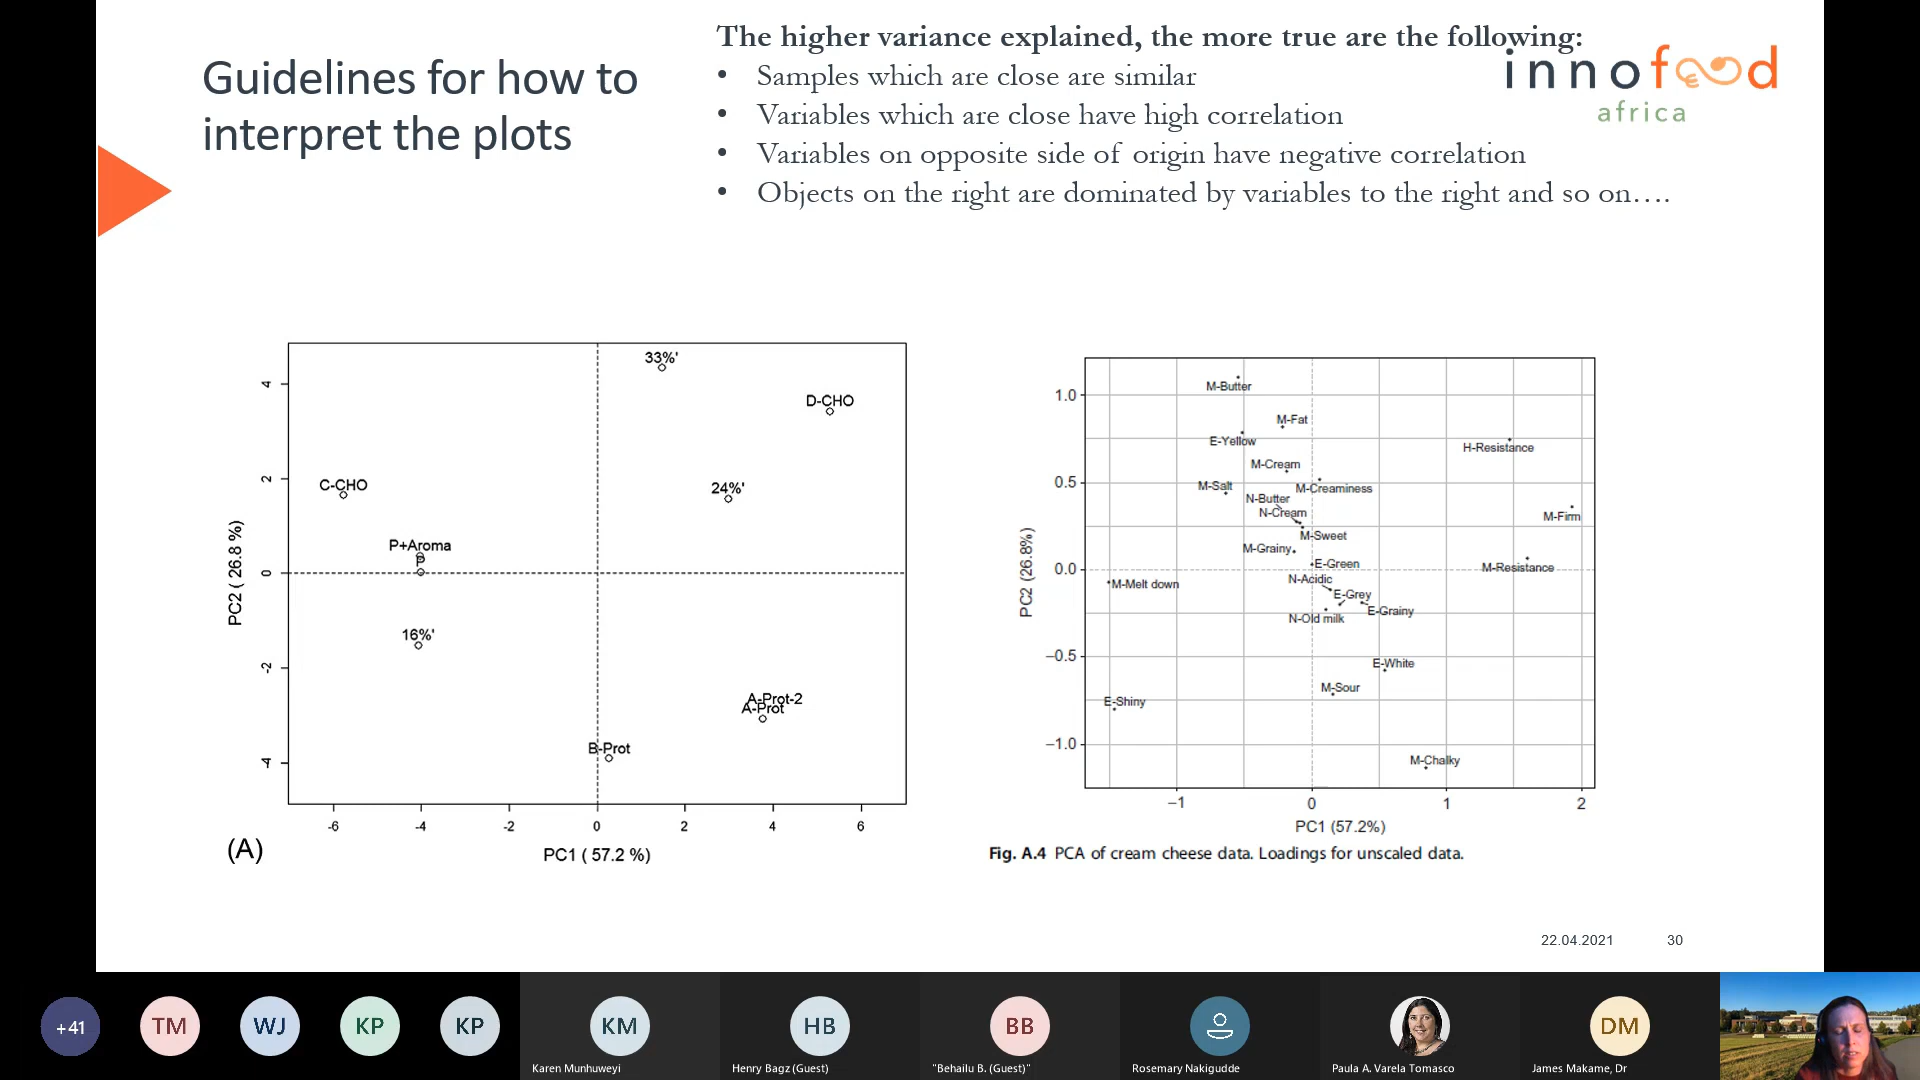 Guidelines for how to
interpret the plots
The higher variance explained, the more true are the following:
• Samples which are close are similar
• Variables which are close have high correlation
• Variables on opposite side of origin have negative correlation
• Objects on the right are dominated by variables to the right and so on….
innofood
africa
33%'
D-CHO
C-CHO
24%'
P+Aroma
P
16%'
A-Prot-2
A-Prot
B-Prot
4
2
0
-2
-4
PC2 ( 26.8 %)
-6 -4 -2 0 2 4 6
PC1 ( 57.2 %)
(A)
M-Butter
M-Fat
E-Yellow
H-Resistance
M-Cream
M-Salt
M-Creaminess
N-Butter
N-Cream
M-Firm
M-Sweet
M-Grainy
E-Green
M-Resistance
N-Acidic
M-Melt down
E-Grey
E-Grainy
N-Old milk
E-White
M-Sour
E-Shiny
M-Chalky
1.0
0.5
0.0
−0.5
−1.0
PC2 (26.8%)
−1 0 1 2
PC1 (57.2%)
Fig. A.4 PCA of cream cheese data. Loadings for unscaled data.
22.04.2021 30
+41
TM
WJ
KP
KP
KM
Karen Munhuweyi
HB
Henry Bagz (Guest)
BB
"Behailu B. (Guest)"
Rosemary Nakigudde
Paula A. Varela Tomasco
DM
James Makame, Dr